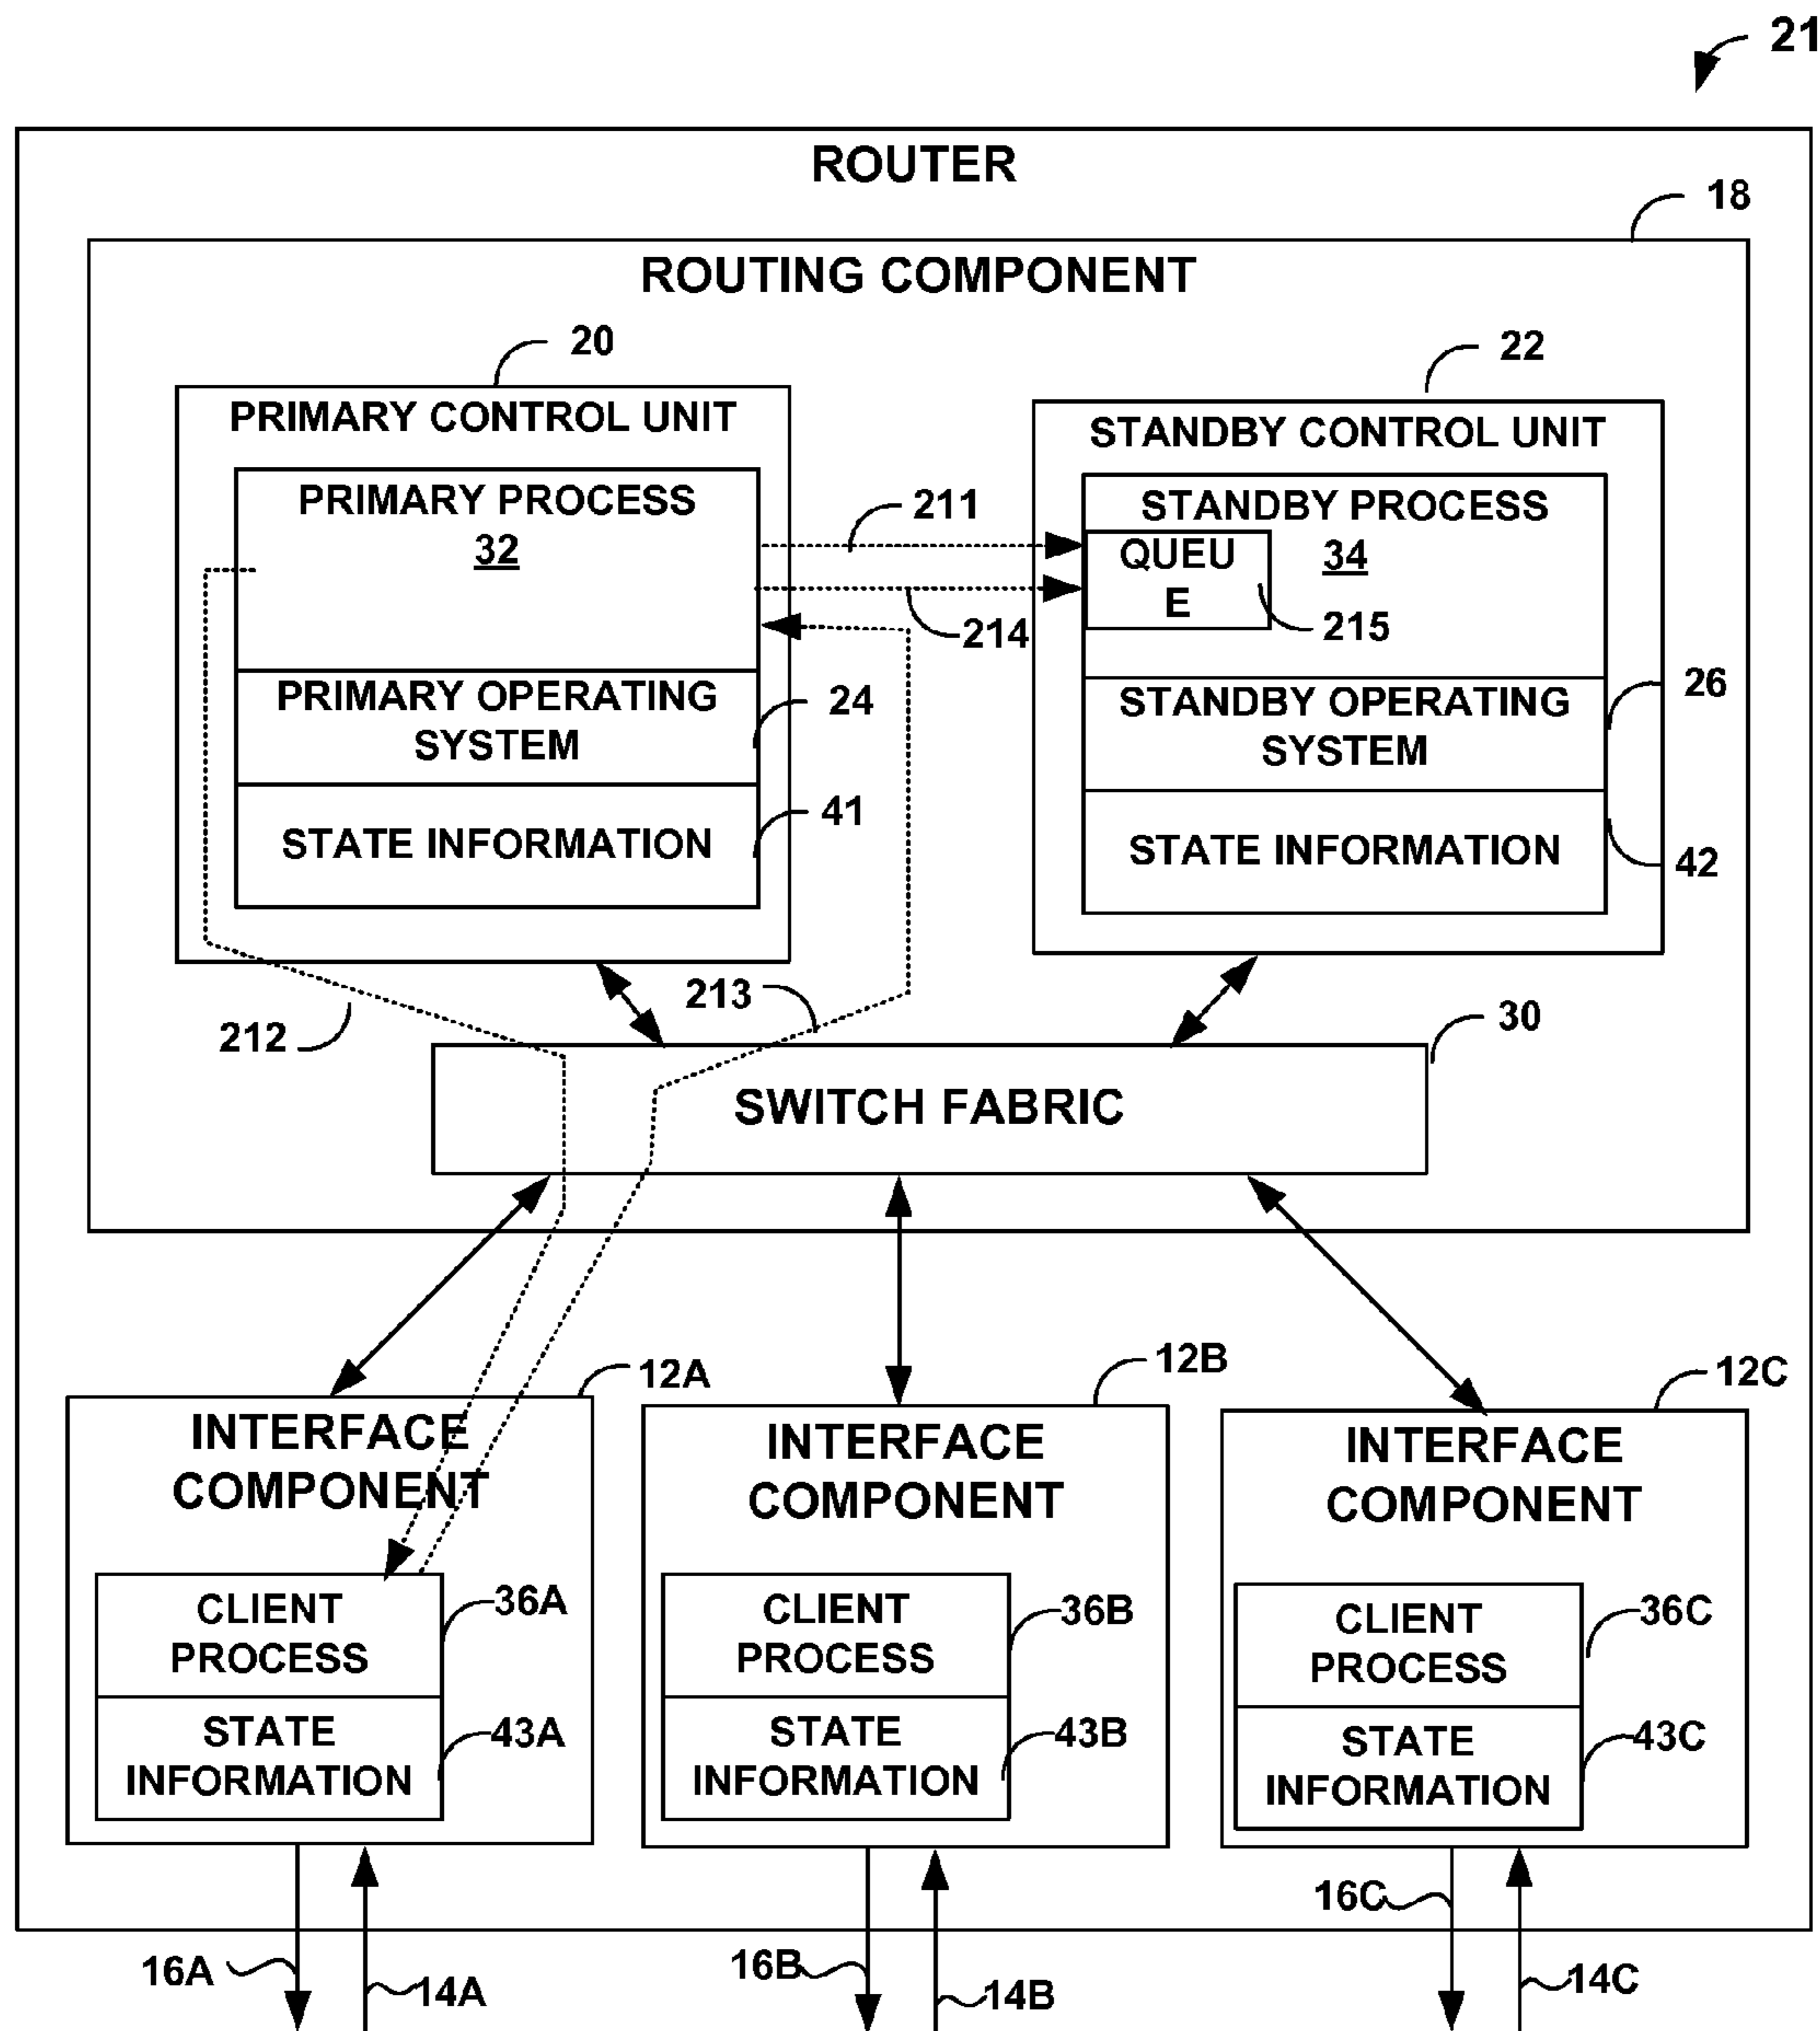 21
ROUTER
18
ROUTING COMPONENT
20
22
PRIMARY CONTROL UNIT
STANDBY CONTROL UNIT
PRIMARY PROCESS
32
211
STANDBY PROCESS
34
QUEU
E
214
215
PRIMARY OPERATING
SYSTEM
24
STANDBY OPERATING
SYSTEM
26
STATE INFORMATION
41
STATE INFORMATION
42
212
213
30
SWITCH FABRIC
12A
12B
12C
INTERFACE
COMPONENT
INTERFACE
COMPONENT
INTERFACE
COMPONENT
CLIENT
PROCESS
36A
CLIENT
PROCESS
36B
CLIENT
PROCESS
36C
STATE
INFORMATION
43A
STATE
INFORMATION
43B
STATE
INFORMATION
43C
16A
14A
16B
14B
16C
14C